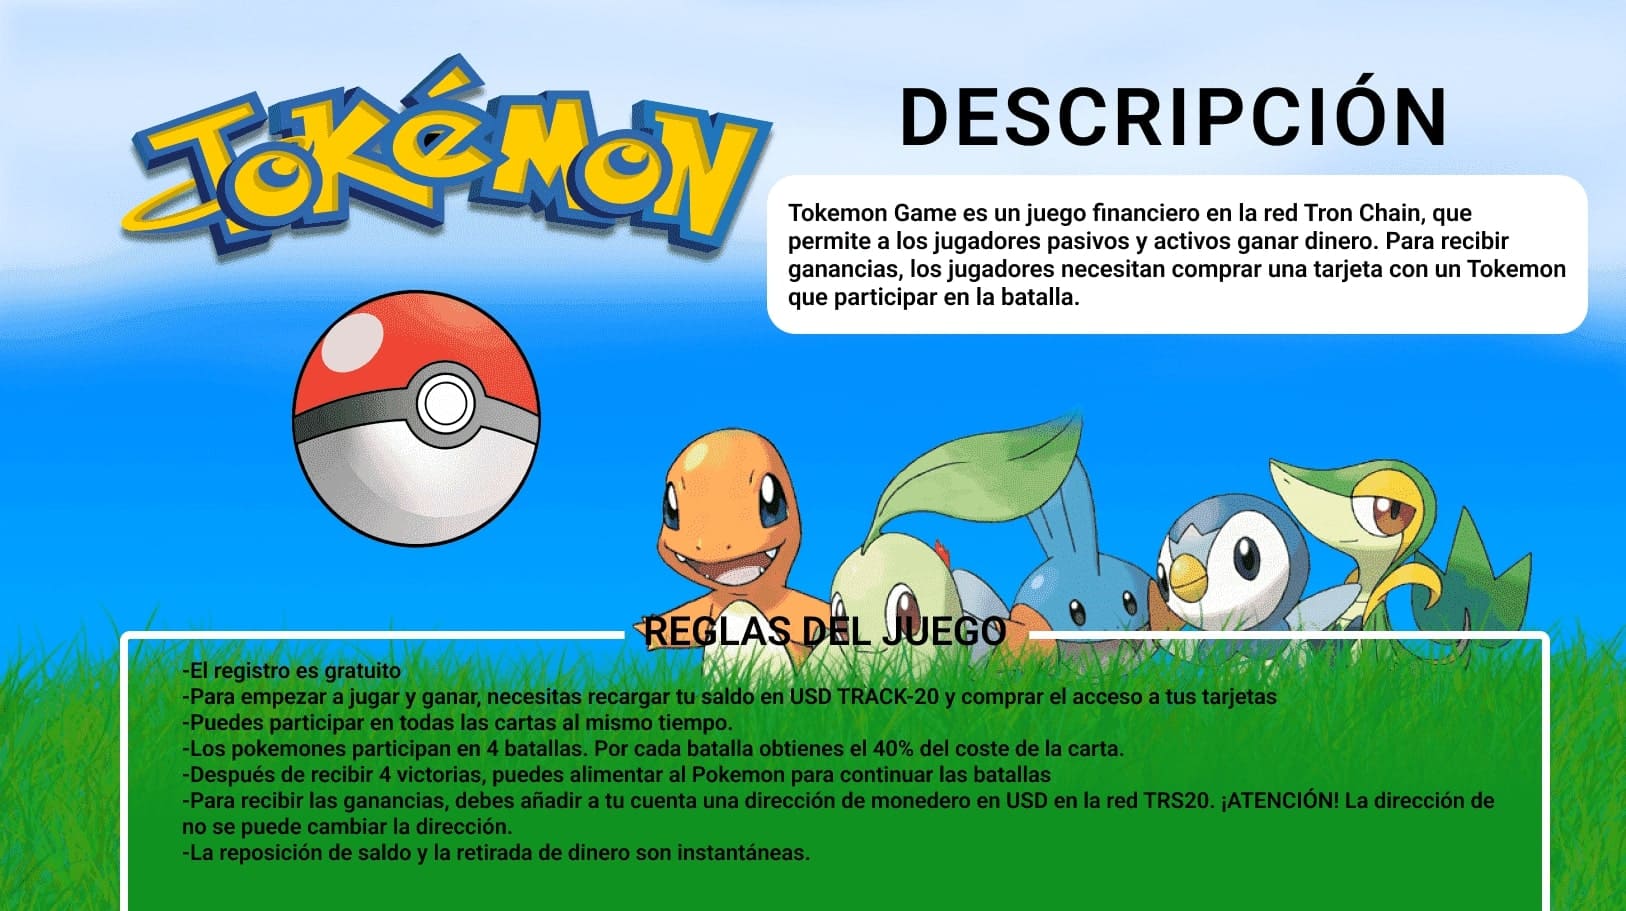 Tokémon
DESCRIPCIÓN
Tokemon Game es un juego financiero en la red Tron Chain, que
permite a los jugadores pasivos y activos ganar dinero. Para recibir
ganancias, los jugadores necesitan comprar una tarjeta con un Tokemon
que participar en la batalla.
REGLAS DEL JUEGO
-El registro es gratuito
-Para empezar a jugar y ganar, necesitas recargar tu saldo en USD TRACK-20 y comprar el acceso a tus tarjetas
-Puedes participar en todas las cartas al mismo tiempo.
-Los pokemones participan en 4 batallas. Por cada batalla obtienes el 40% del coste de la carta.
-Después de recibir 4 victorias, puedes alimentar al Pokemon para continuar las batallas
-Para recibir las ganancias, debes añadir a tu cuenta una dirección de monedero en USD en la red TRS20. ¡ATENCIÓN! La dirección de
no se puede cambiar la dirección.
-La reposición de saldo y la retirada de dinero son instantáneas.